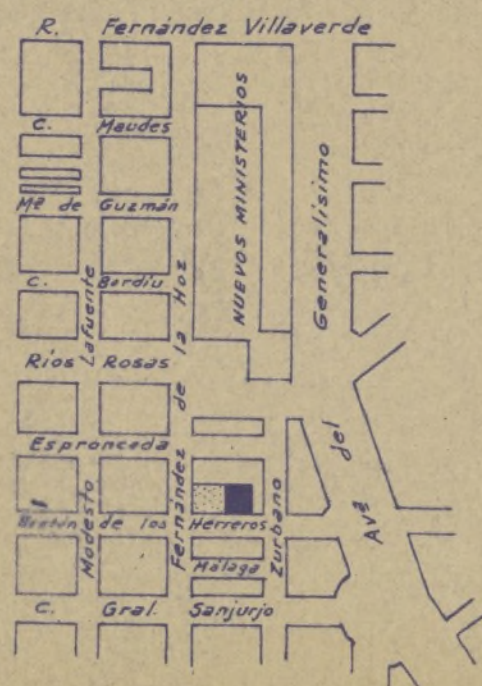 R. Fernández Villaverde
C. Maudes
Mª de Guzmán
C. Bordiu
Ríos Rosas
Espronceda
Bretón de los Herreros
Málaga
C. Gral. Sanjurjo
Modesto Lafuente
Fernández de la Hoz
NUEVOS MINISTERIOS
Zurbano
Avª del Generalísimo